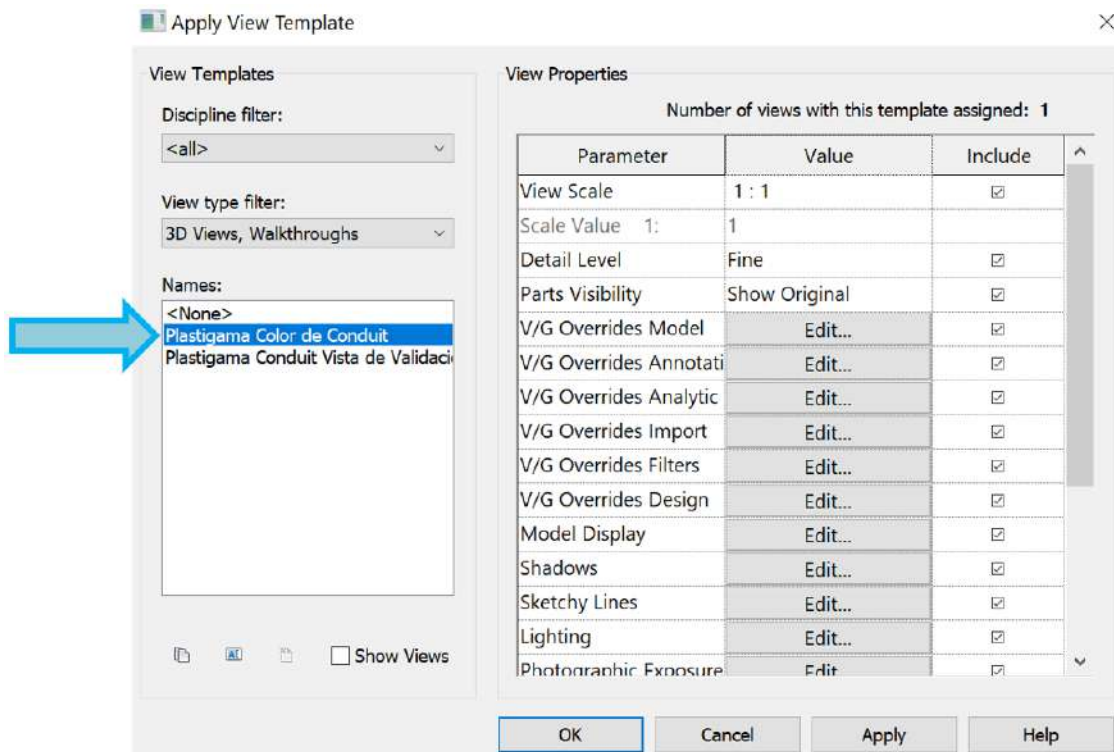 Apply View Template
View Templates
Discipline filter:
<all>
View type filter:
3D Views, Walkthroughs
Names:
<None>
Plastigama Color de Conduit
Plastigama Conduit Vista de Validaci
Show Views
View Properties
Number of views with this template assigned: 1
Parameter Value Include
View Scale 1 : 1
Scale Value 1: 1
Detail Level Fine
Parts Visibility Show Original
V/G Overrides Model Edit...
V/G Overrides Annotati Edit...
V/G Overrides Analytic Edit...
V/G Overrides Import Edit...
V/G Overrides Filters Edit...
V/G Overrides Design Edit...
Model Display Edit...
Shadows Edit...
Sketchy Lines Edit...
Lighting Edit...
Photographic Exposure Edit...
OK Cancel Apply Help